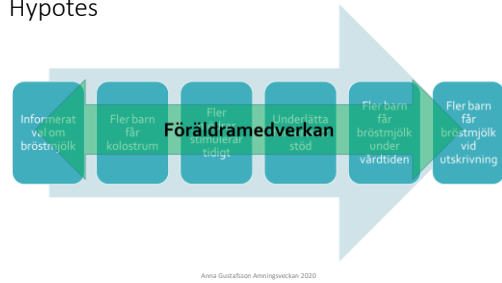 Hypotes
Informerat
val om
bröstmjölk
Fler barn
får
kolostrum
Fler
stimulerar
tidigt
Underlätta
stöd
Fler barn
får
bröstmjölk
under
vårdtiden
Fler barn
får
bröstmjölk
vid
utskrivning
Föräldramedverkan
Anna Gustafsson Amningsveckan 2020